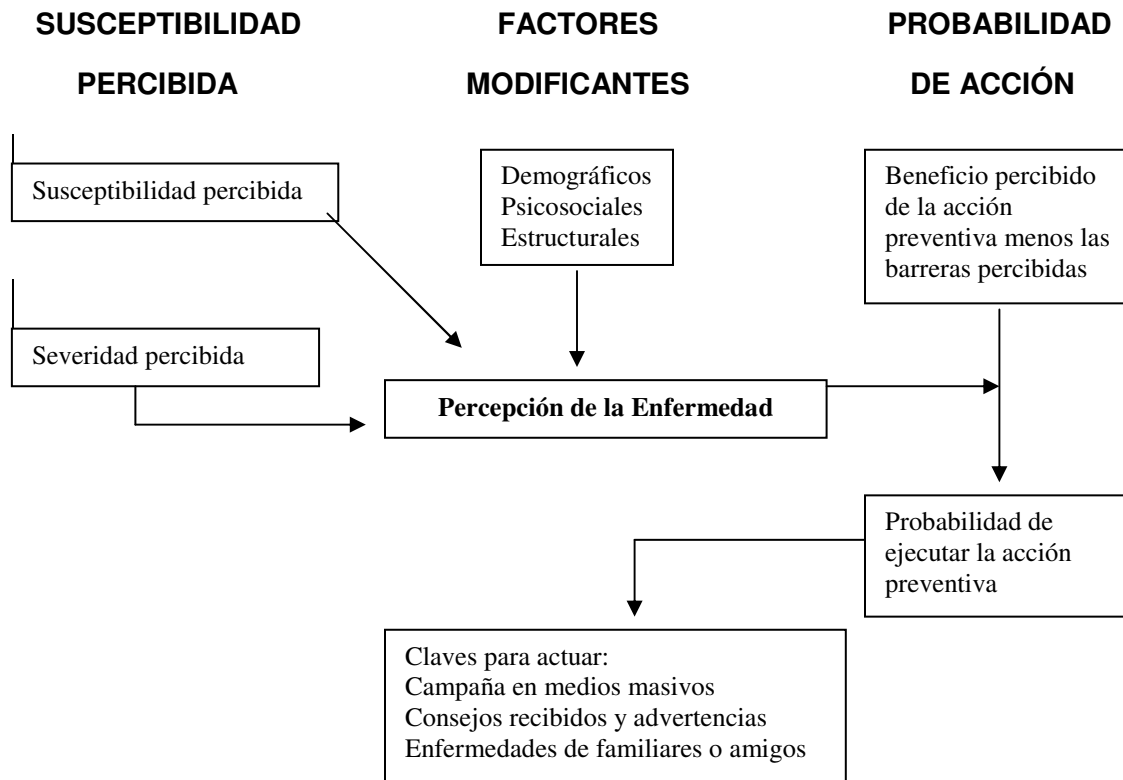 SUSCEPTIBILIDAD
PERCIBIDA
FACTORES
MODIFICANTES
PROBABILIDAD
DE ACCIÓN
Susceptibilidad percibida
Demográficos
Psicosociales
Estructurales
Beneficio percibido
de la acción
preventiva menos las
barreras percibidas
Severidad percibida
Percepción de la Enfermedad
Probabilidad de
ejecutar la acción
preventiva
Claves para actuar:
Campaña en medios masivos
Consejos recibidos y advertencias
Enfermedades de familiares o amigos